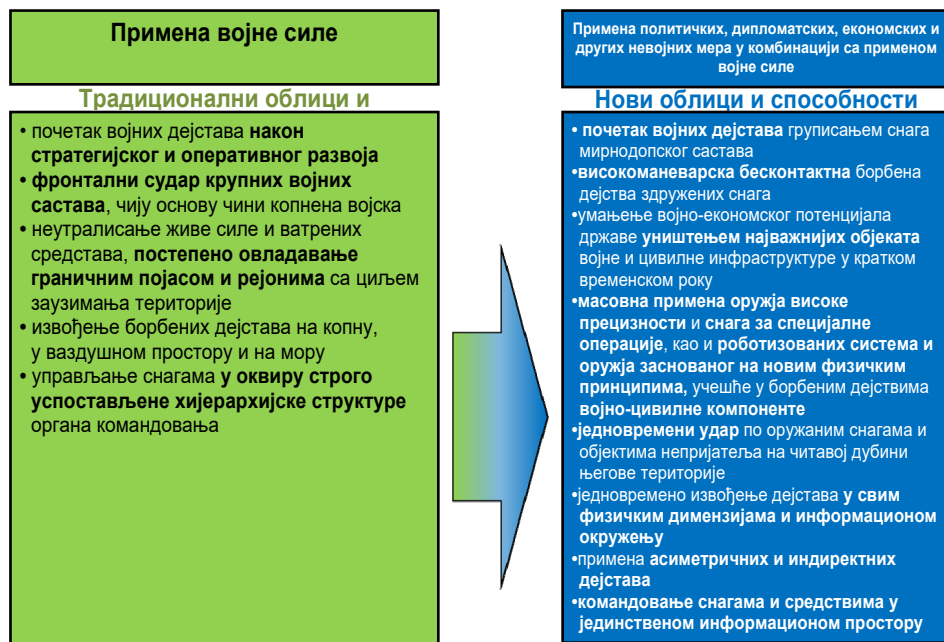 Примена војне силе
Традиционални облици и
• почетак војних дејстава након
стратегијског и оперативног развоја
• фронтални судар крупних војних
састава, чију основу чини копнена војска
• неутралисање живе силе и ватрених
средстава, постепено овладавање
граничним појасом и рејонима са циљем
заузимања територије
• извођење борбених дејстава на копну,
у ваздушном простору и на мору
• управљање снагама у оквиру строго
успостављене хијерархијске структуре
органа командовања
Примена политичких, дипломатских, економских и
других невојних мера у комбинацији са применом
војне силе
Нови облици и способности
• почетак војних дејстава груписањем снага
мирнодопског састава
•високоманеварска бесконтактна борбена
дејства здружених снага
•умањење војно-економског потенцијала
државе уништењем најважнијих објеката
војне и цивилне инфраструктуре у кратком
временском року
•масовна примена оружја високе
прецизности и снага за специјалне
операције, као и роботизованих система и
оружја заснованог на новим физичким
принципима, учешће у борбеним дејствима
војно-цивилне компоненте
•једновремени удар по оружаним снагама и
објектима непријатеља на читавој дубини
његове територије
•једновремено извођење дејстава у свим
физичким димензијама и информационом
окружењу
•примена асиметричних и индиректних
дејстава
•командовање снагама и средствима у
јединственом информационом простору